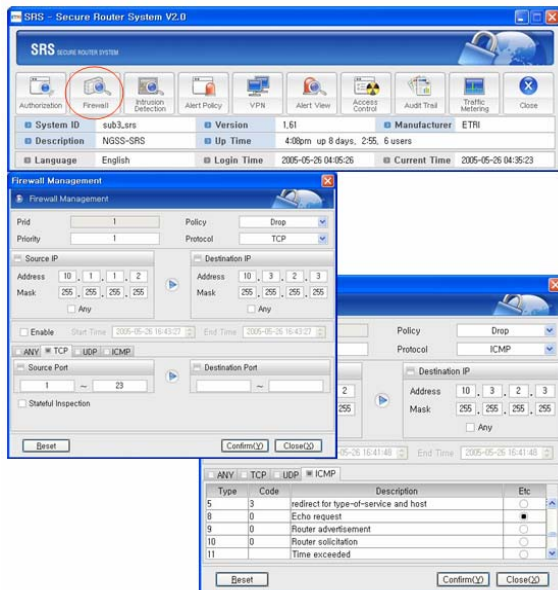 SRS - Secure Router System V2.0
SRS SECURE ROUTER SYSTEM
Authorization Firewall Intrusion Detection Alert Policy VPN Alert View Access Control Audit Trail Traffic Metering Close
System ID sub3_srs Version 1,61 Manufacturer ETRI
Description NGSS-SRS Up Time 4:08pm up 8 days, 2:55, 6 users
Language English Login Time 2005-05-26 04:05:26 Current Time 2005-05-26 04:35:23
Firewall Management
Firewall Management
Prid 1 Policy Drop
Priority 1 Protocol TCP
Source IP Destination IP
Address 10 . 1 . 1 . 2 Address 10 . 3 . 2 . 3
Mask 255 . 255 . 255 . 255 Mask 255 . 255 . 255 . 255
Any Any
Enable Start Time 2005-05-26 16:43:27 End Time 2005-05-26 16:43:27
ANY TCP UDP ICMP
Source Port Destination Port
1 ~ 23 ~
Stateful Inspection
Reset Confirm(Y) Close(X)
Policy Drop
Protocol ICMP
Destination IP
2 Address 10 . 3 . 2 . 3
255 Mask 255 . 255 . 255 . 255
Any
05-26 16:41:48 End Time 2005-05-26 16:41:48
ANY TCP UDP ICMP
Type Code Description Etc
5 3 redirect for type-of-service and host
8 0 Echo request
9 0 Router advertisement
10 0 Router solicitation
11 Time exceeded
Reset Confirm(Y) Close(X)